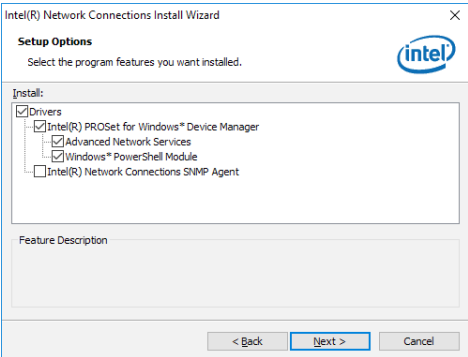 Intel(R) Network Connections Install Wizard
Setup Options
Select the program features you want installed.
intel
Install:
Drivers
Intel(R) PROSet for Windows* Device Manager
Advanced Network Services
Windows* PowerShell Module
Intel(R) Network Connections SNMP Agent
Feature Description
< Back
Next >
Cancel